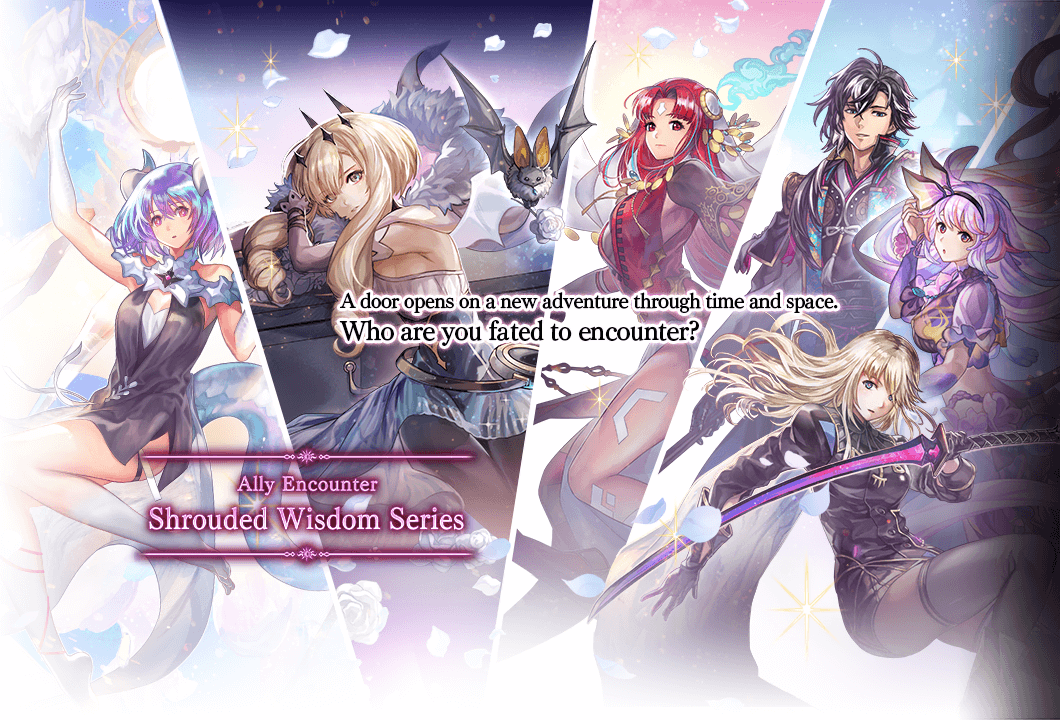 A door opens on a new adventure through time and space.
Who are you fated to encounter?
Ally Encounter
Shrouded Wisdom Series